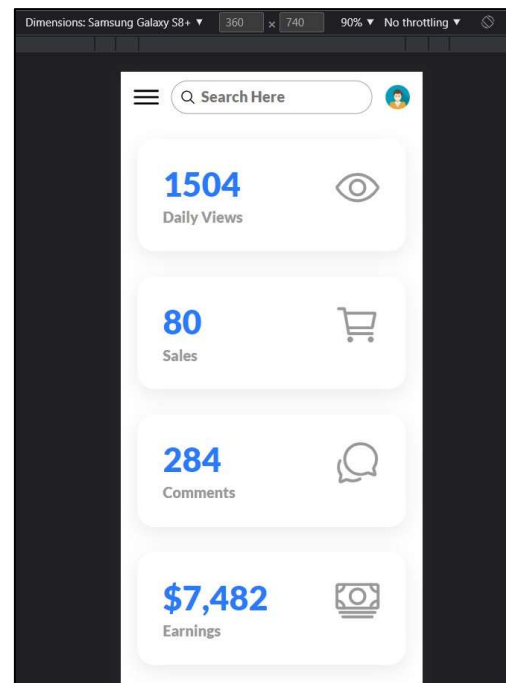 Dimensions: Samsung Galaxy S8+ ▼ 360 × 740 90% ▼ No throttling ▼
Search Here
1504
Daily Views
80
Sales
284
Comments
$7,482
Earnings